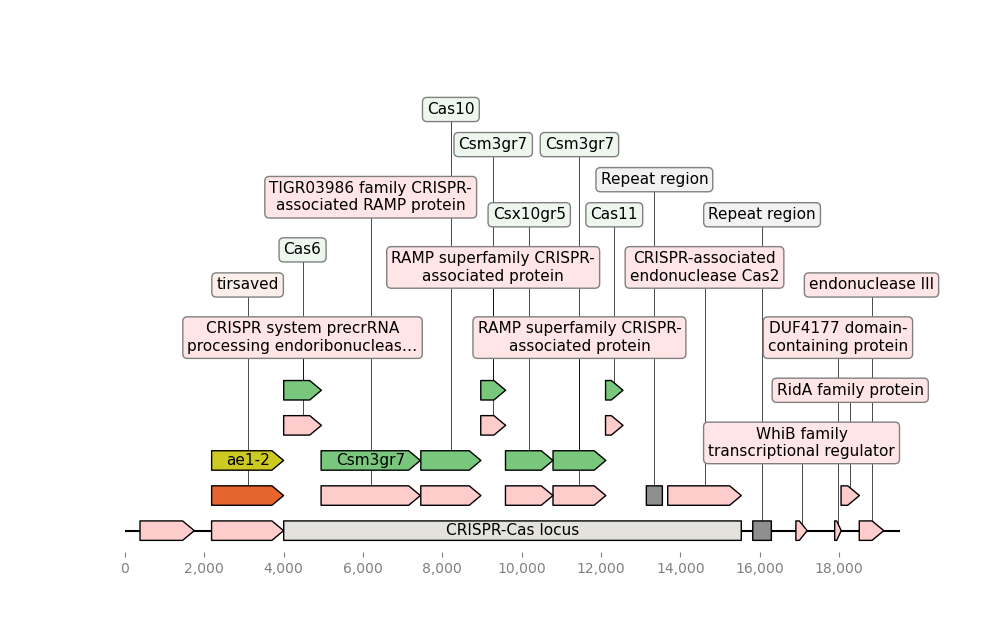 Cas10
Csm3gr7
Csm3gr7
Repeat region
TIGR03986 family CRISPR-
associated RAMP protein
Csx10gr5
Cas11
Repeat region
Cas6
RAMP superfamily CRISPR-
associated protein
CRISPR-associated
endonuclease Cas2
tirsaved
endonuclease III
CRISPR system precrRNA
processing endoribonucleas…
RAMP superfamily CRISPR-
associated protein
DUF4177 domain-
containing protein
RidA family protein
WhiB family
transcriptional regulator
ae1-2
Csm3gr7
CRISPR-Cas locus
0 2,000 4,000 6,000 8,000 10,000 12,000 14,000 16,000 18,000